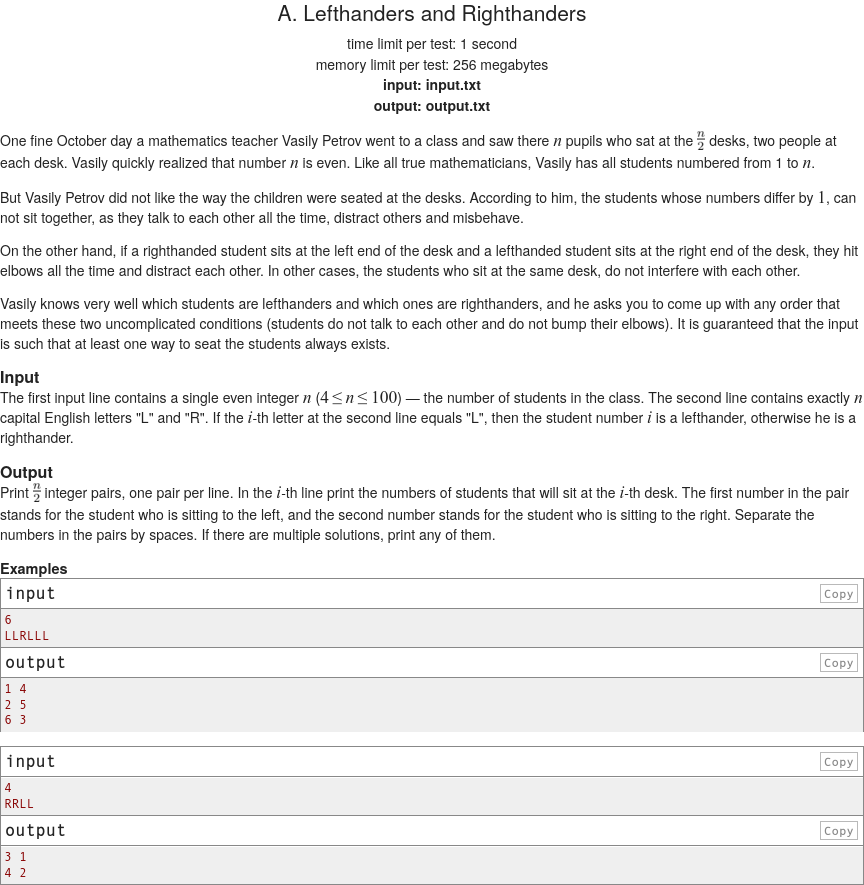 A. Lefthanders and Righthanders
time limit per test: 1 second
memory limit per test: 256 megabytes
input: input.txt
output: output.txt
One fine October day a mathematics teacher Vasily Petrov went to a class and saw there n pupils who sat at the n/2 desks, two people at
each desk. Vasily quickly realized that number n is even. Like all true mathematicians, Vasily has all students numbered from 1 to n.
But Vasily Petrov did not like the way the children were seated at the desks. According to him, the students whose numbers differ by 1, can
not sit together, as they talk to each other all the time, distract others and misbehave.
On the other hand, if a righthanded student sits at the left end of the desk and a lefthanded student sits at the right end of the desk, they hit
elbows all the time and distract each other. In other cases, the students who sit at the same desk, do not interfere with each other.
Vasily knows very well which students are lefthanders and which ones are righthanders, and he asks you to come up with any order that
meets these two uncomplicated conditions (students do not talk to each other and do not bump their elbows). It is guaranteed that the input
is such that at least one way to seat the students always exists.
Input
The first input line contains a single even integer n (4 ≤ n ≤ 100) — the number of students in the class. The second line contains exactly n
capital English letters "L" and "R". If the i-th letter at the second line equals "L", then the student number i is a lefthander, otherwise he is a
righthander.
Output
Print n/2 integer pairs, one pair per line. In the i-th line print the numbers of students that will sit at the i-th desk. The first number in the pair
stands for the student who is sitting to the left, and the second number stands for the student who is sitting to the right. Separate the
numbers in the pairs by spaces. If there are multiple solutions, print any of them.
Examples
input Copy
6
LLRLLL
output Copy
1 4
2 5
6 3
input Copy
4
RRLL
output Copy
3 1
4 2